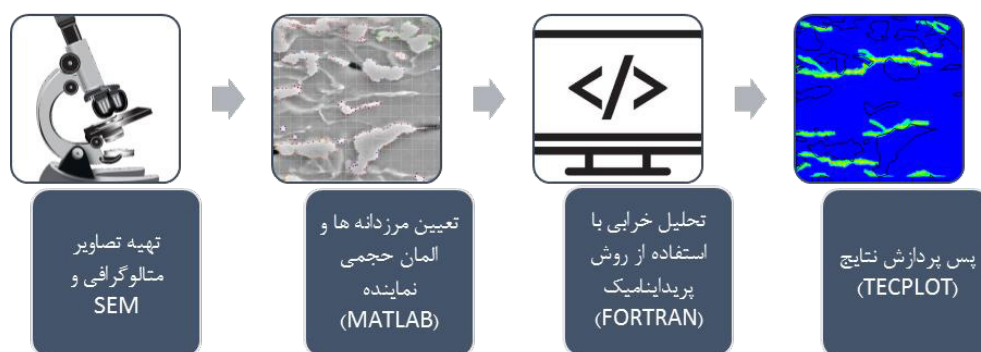 تهیه تصاویر
متالوگرافی و
SEM
تعیین مرزدانه ها و
المان حجمی
نماینده
(MATLAB)
</>
تحلیل خرابی با
استفاده از روش
پریداینامیک
(FORTRAN)
پس پردازش نتایج
(TECPLOT)